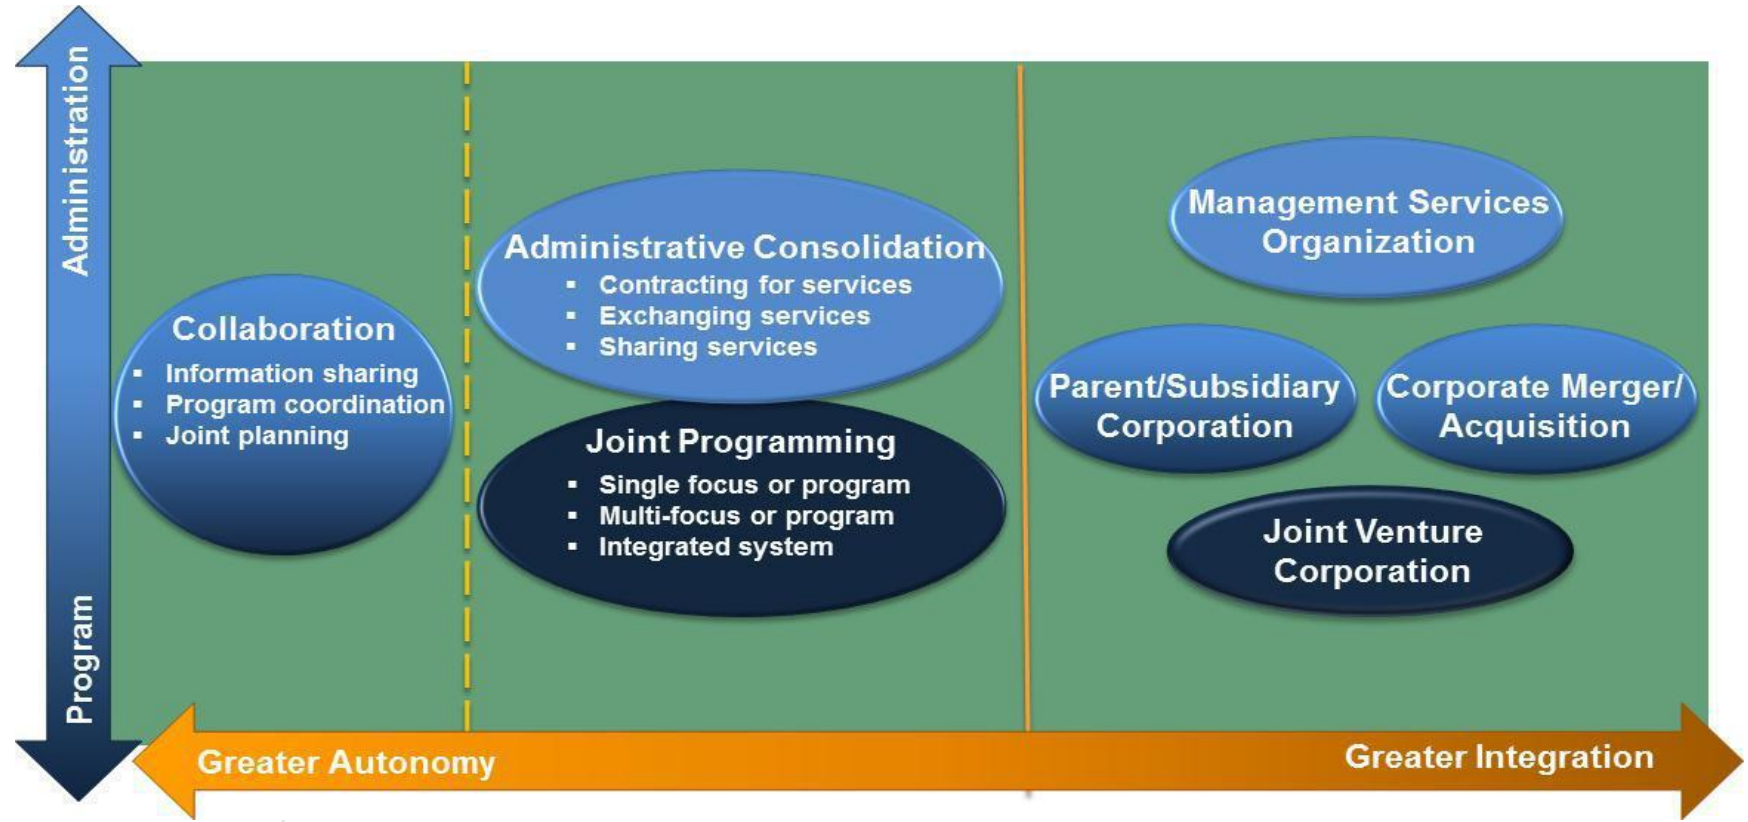 Administration
Program
Collaboration
▪ Information sharing
▪ Program coordination
▪ Joint planning
Administrative Consolidation
▪ Contracting for services
▪ Exchanging services
▪ Sharing services
Joint Programming
▪ Single focus or program
▪ Multi-focus or program
▪ Integrated system
Management Services
Organization
Parent/Subsidiary
Corporation
Corporate Merger/
Acquisition
Joint Venture
Corporation
Greater Autonomy
Greater Integration